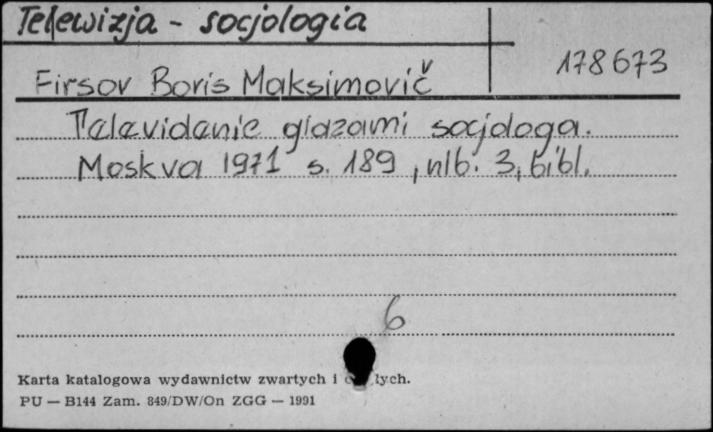 Telewizja - socjologia
178673
Firsov Boris Maksimovič
Televidenie glazami socjologa.
Moskva 1971 s. 189, nlb. 3, bibl.
6
Karta katalogowa wydawnictw zwartych i lych.
PU — B144 Zam. 849/DW/On ZGG — 1991